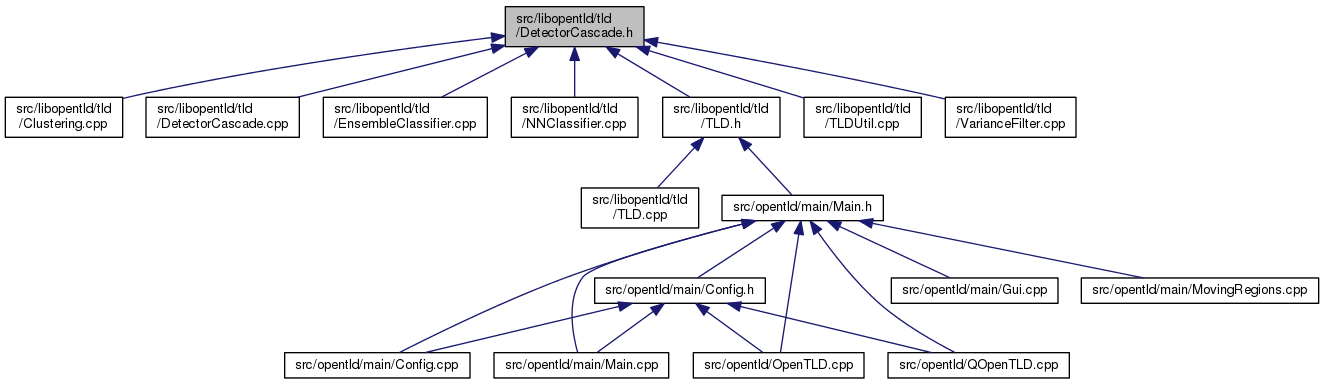 src/libopentld/tld
/DetectorCascade.h
src/libopentld/tld
/Clustering.cpp
src/libopentld/tld
/DetectorCascade.cpp
src/libopentld/tld
/EnsembleClassifier.cpp
src/libopentld/tld
/NNClassifier.cpp
src/libopentld/tld
/TLD.h
src/libopentld/tld
/TLDUtil.cpp
src/libopentld/tld
/VarianceFilter.cpp
src/libopentld/tld
/TLD.cpp
src/opentld/main/Main.h
src/opentld/main/Config.h
src/opentld/main/Gui.cpp
src/opentld/main/MovingRegions.cpp
src/opentld/main/Config.cpp
src/opentld/main/Main.cpp
src/opentld/OpenTLD.cpp
src/opentld/QOpenTLD.cpp